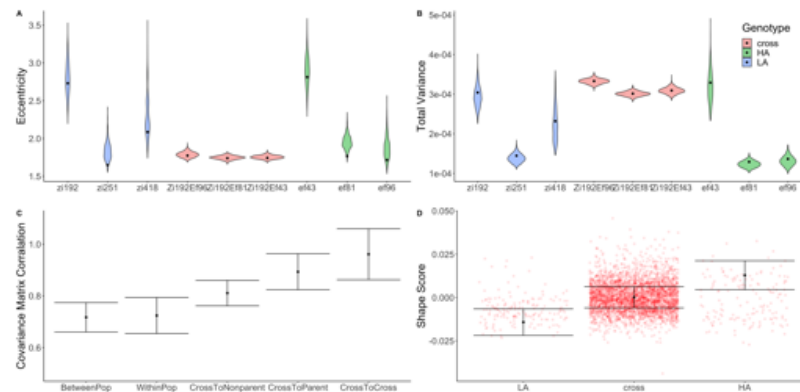 A
3.5
3.0
2.5
2.0
1.5
Eccentricity
zi192
zi251
zi418
Zi192Ef96
Zi192Ef81
Zi192Ef43
ef43
ef81
ef96
B
5e-04
4e-04
3e-04
2e-04
1e-04
Total Variance
Genotype
cross
HA
LA
zi192
zi251
zi418
Zi192Ef96
Zi192Ef81
Zi192Ef43
ef43
ef81
ef96
C
1.0
0.8
0.6
Covariance Matrix Corralation
BetweenPop
WithinPop
CrossToNonparent
CrossToParent
CrossToCross
D
0.050
0.025
0.000
-0.025
Shape Score
LA
cross
HA